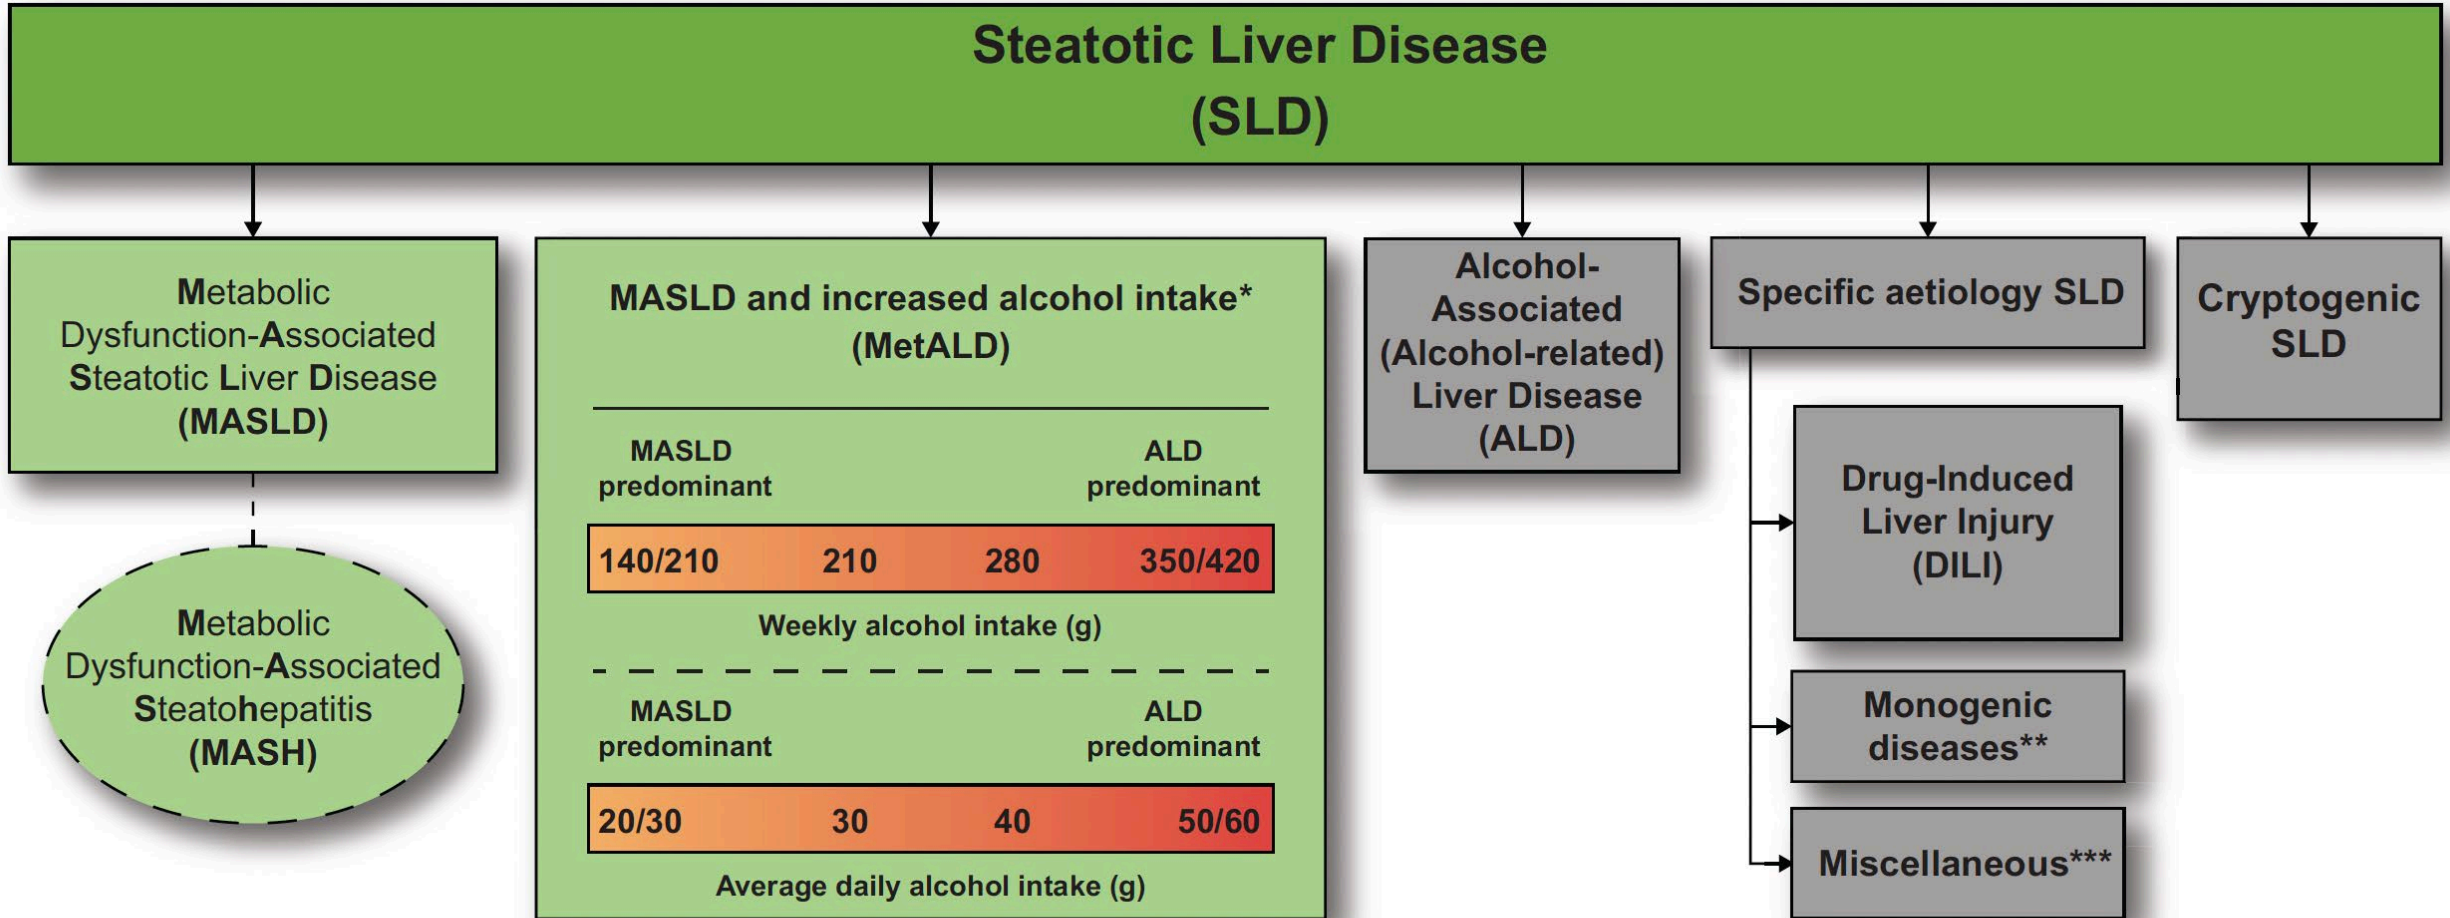 Steatotic Liver Disease
(SLD)
Metabolic
Dysfunction-Associated
Steatotic Liver Disease
(MASLD)
Metabolic
Dysfunction-Associated
Steatohepatitis
(MASH)
MASLD and increased alcohol intake*
(MetALD)
MASLD
predominant
ALD
predominant
140/210 210 280 350/420
Weekly alcohol intake (g)
MASLD
predominant
ALD
predominant
20/30 30 40 50/60
Average daily alcohol intake (g)
Alcohol-
Associated
(Alcohol-related)
Liver Disease
(ALD)
Specific aetiology SLD
Drug-Induced
Liver Injury
(DILI)
Monogenic
diseases**
Miscellaneous***
Cryptogenic
SLD